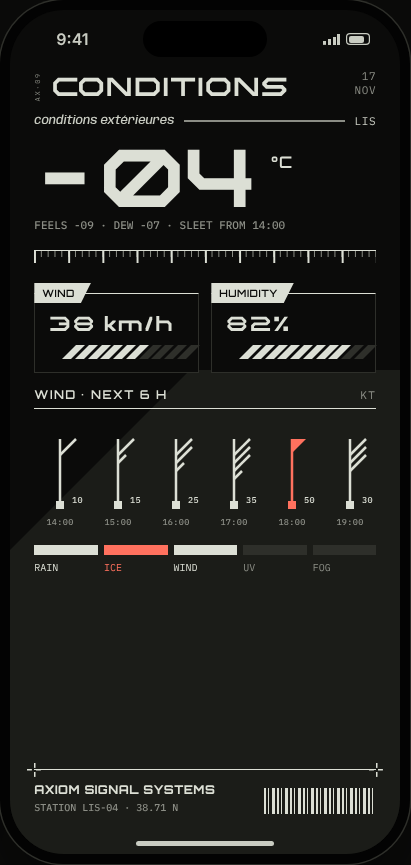 9:41
AX·09
CONDITIONS
17
NOV
conditions extérieures
LIS
-04 °C
FEELS -09 · DEW -07 · SLEET FROM 14:00
WIND
HUMIDITY
38 km/h
82%
WIND · NEXT 6 H
KT
10 15 25 35 50 30
14:00 15:00 16:00 17:00 18:00 19:00
RAIN ICE WIND UV FOG
AXIOM SIGNAL SYSTEMS
STATION LIS-04 · 38.71 N